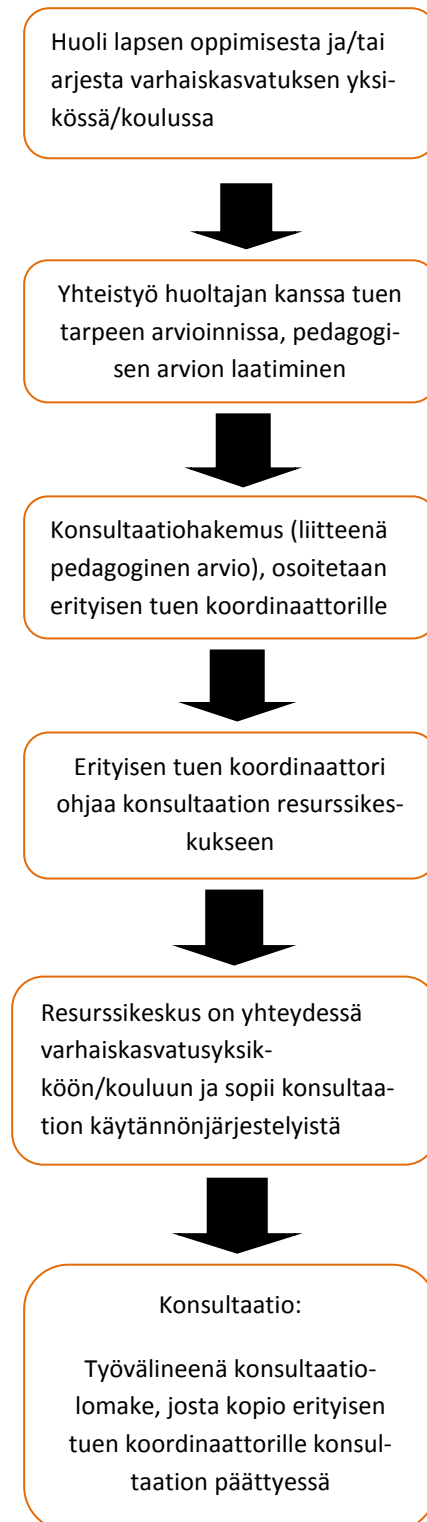 Huoli lapsen oppimisesta ja/tai
arjesta varhaiskasvatuksen yksi-
kössä/koulussa
Yhteistyö huoltajan kanssa tuen
tarpeen arvioinnissa, pedagogi-
sen arvion laatiminen
Konsultaatiohakemus (liitteenä
pedagoginen arvio), osoitetaan
erityisen tuen koordinaattorille
Erityisen tuen koordinaattori
ohjaa konsultaation resurssikes-
kukseen
Resurssikeskus on yhteydessä
varhaiskasvatusyksik-
köön/kouluun ja sopii konsultaa-
tion käytännönjärjestelyistä
Konsultaatio:
Työvälineenä konsultaatio-
lomake, josta kopio erityisen
tuen koordinaattorille konsul-
taation päättyessä